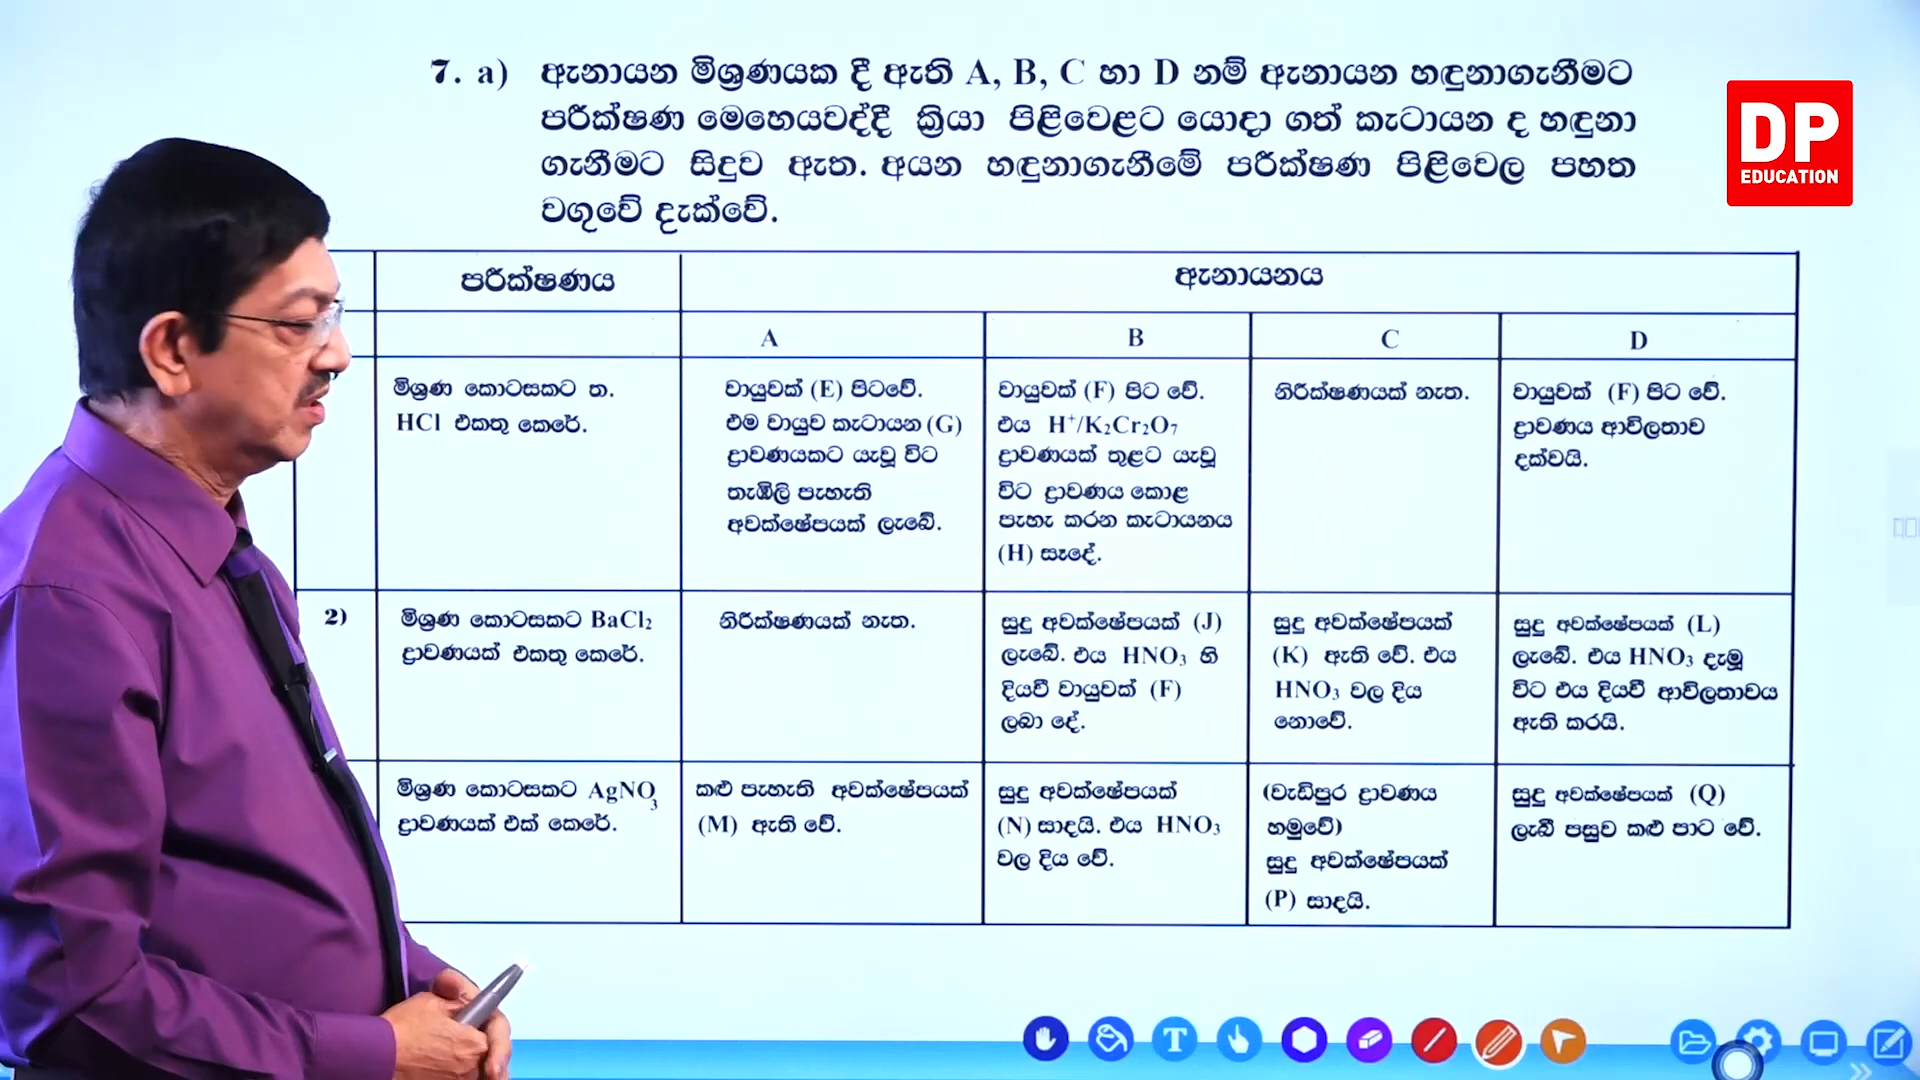 7. a) ඇනායන මිශ්‍රණයක දී ඇති A, B, C හා D නම් ඇනායන හඳුනාගැනීමට
පරීක්ෂණ මෙහෙයවද්දී ක්‍රියා පිළිවෙළට යොදා ගත් කැටායන ද හඳුනා
ගැනීමට සිදුව ඇත. අයන හඳුනාගැනීමේ පරීක්ෂණ පිළිවෙල පහත
වගුවේ දැක්වේ.
DP
EDUCATION
පරීක්ෂණය
ඇනායනය
A
B
C
D
මිශ්‍රණ කොටසකට ත.
HCl එකතු කෙරේ.
වායුවක් (E) පිටවේ.
එම වායුව කැටායන (G)
ද්‍රාවණයකට යැවූ විට
තැඹිලි පැහැති
අවක්ෂේපයක් ලැබේ.
වායුවක් (F) පිට වේ.
එය H⁺/K₂Cr₂O₇
ද්‍රාවණයක් තුළට යැවූ
විට ද්‍රාවණය කොළ
පැහැ කරන කැටායනය
(H) සෑදේ.
නිරීක්ෂණයක් නැත.
වායුවක් (F) පිට වේ.
ද්‍රාවණය ආවිලතාව
දක්වයි.
2)
මිශ්‍රණ කොටසකට BaCl₂
ද්‍රාවණයක් එකතු කෙරේ.
නිරීක්ෂණයක් නැත.
සුදු අවක්ෂේපයක් (J)
ලැබේ. එය HNO₃ හි
දියවී වායුවක් (F)
ලබා දේ.
සුදු අවක්ෂේපයක්
(K) ඇති වේ. එය
HNO₃ වල දිය
නොවේ.
සුදු අවක්ෂේපයක් (L)
ලැබේ. එය HNO₃ දැමූ
විට එය දියවී ආවිලතාවය
ඇති කරයි.
මිශ්‍රණ කොටසකට AgNO₃
ද්‍රාවණයක් එක් කෙරේ.
කළු පැහැති අවක්ෂේපයක්
(M) ඇති වේ.
සුදු අවක්ෂේපයක්
(N) සාදයි. එය HNO₃
වල දිය වේ.
(වැඩිපුර ද්‍රාවණය
හමුවේ)
සුදු අවක්ෂේපයක්
(P) සාදයි.
සුදු අවක්ෂේපයක් (Q)
ලැබී පසුව කළු පාට වේ.
T